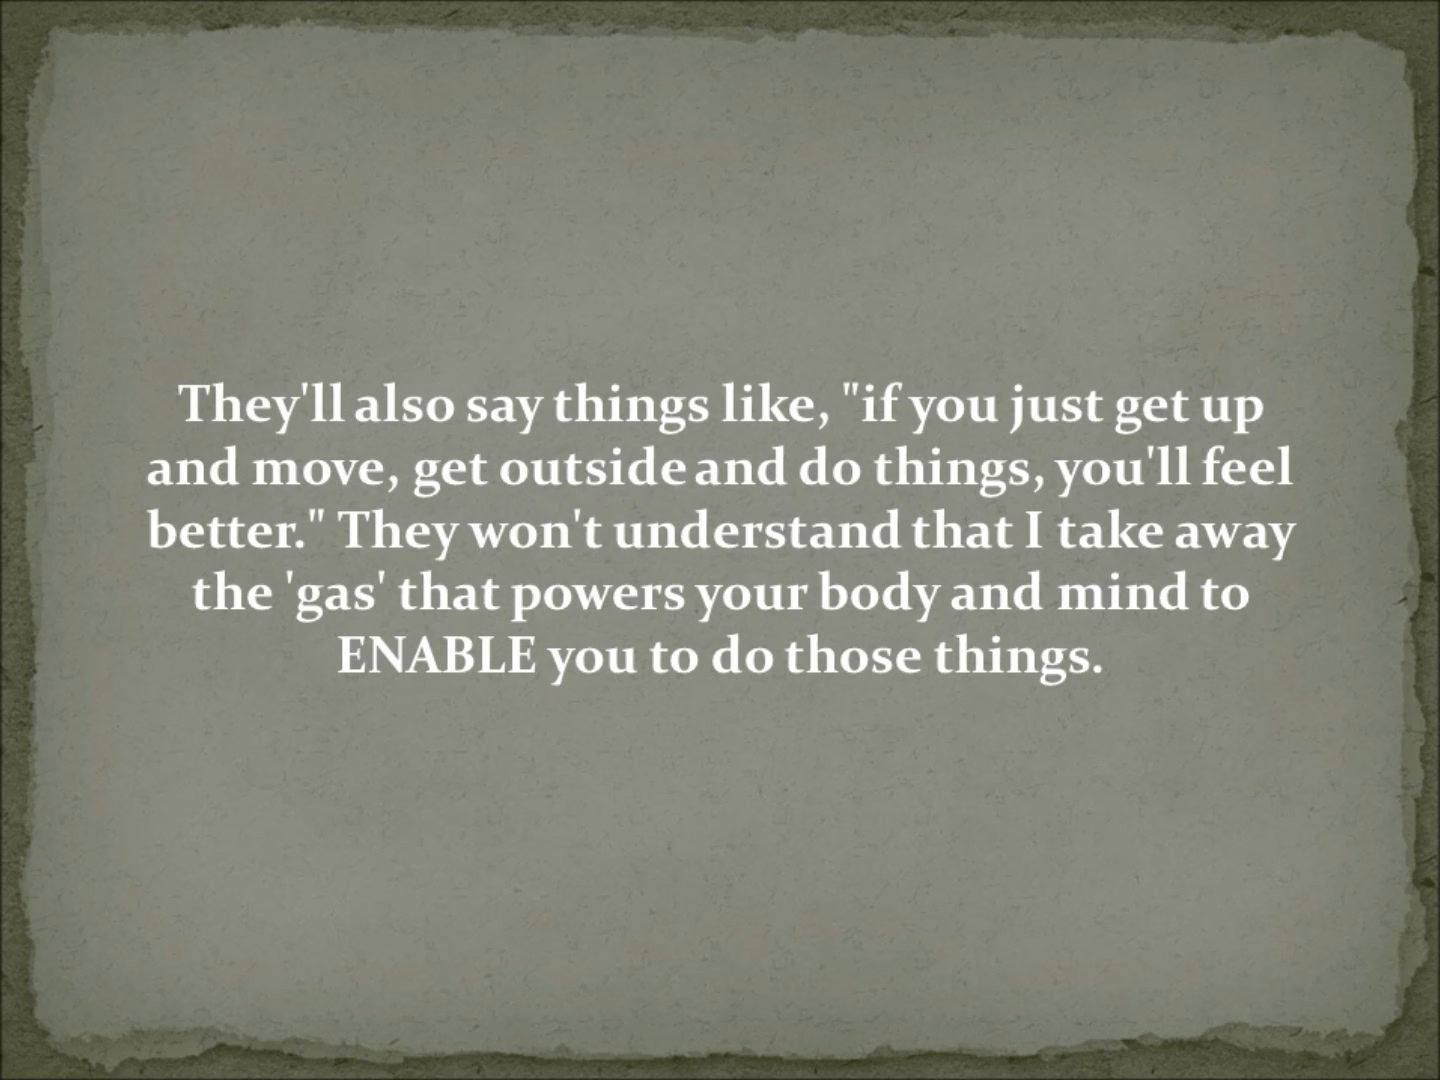 They'll also say things like, "if you just get up
and move, get outside and do things, you'll feel
better." They won't understand that I take away
the 'gas' that powers your body and mind to
ENABLE you to do those things.